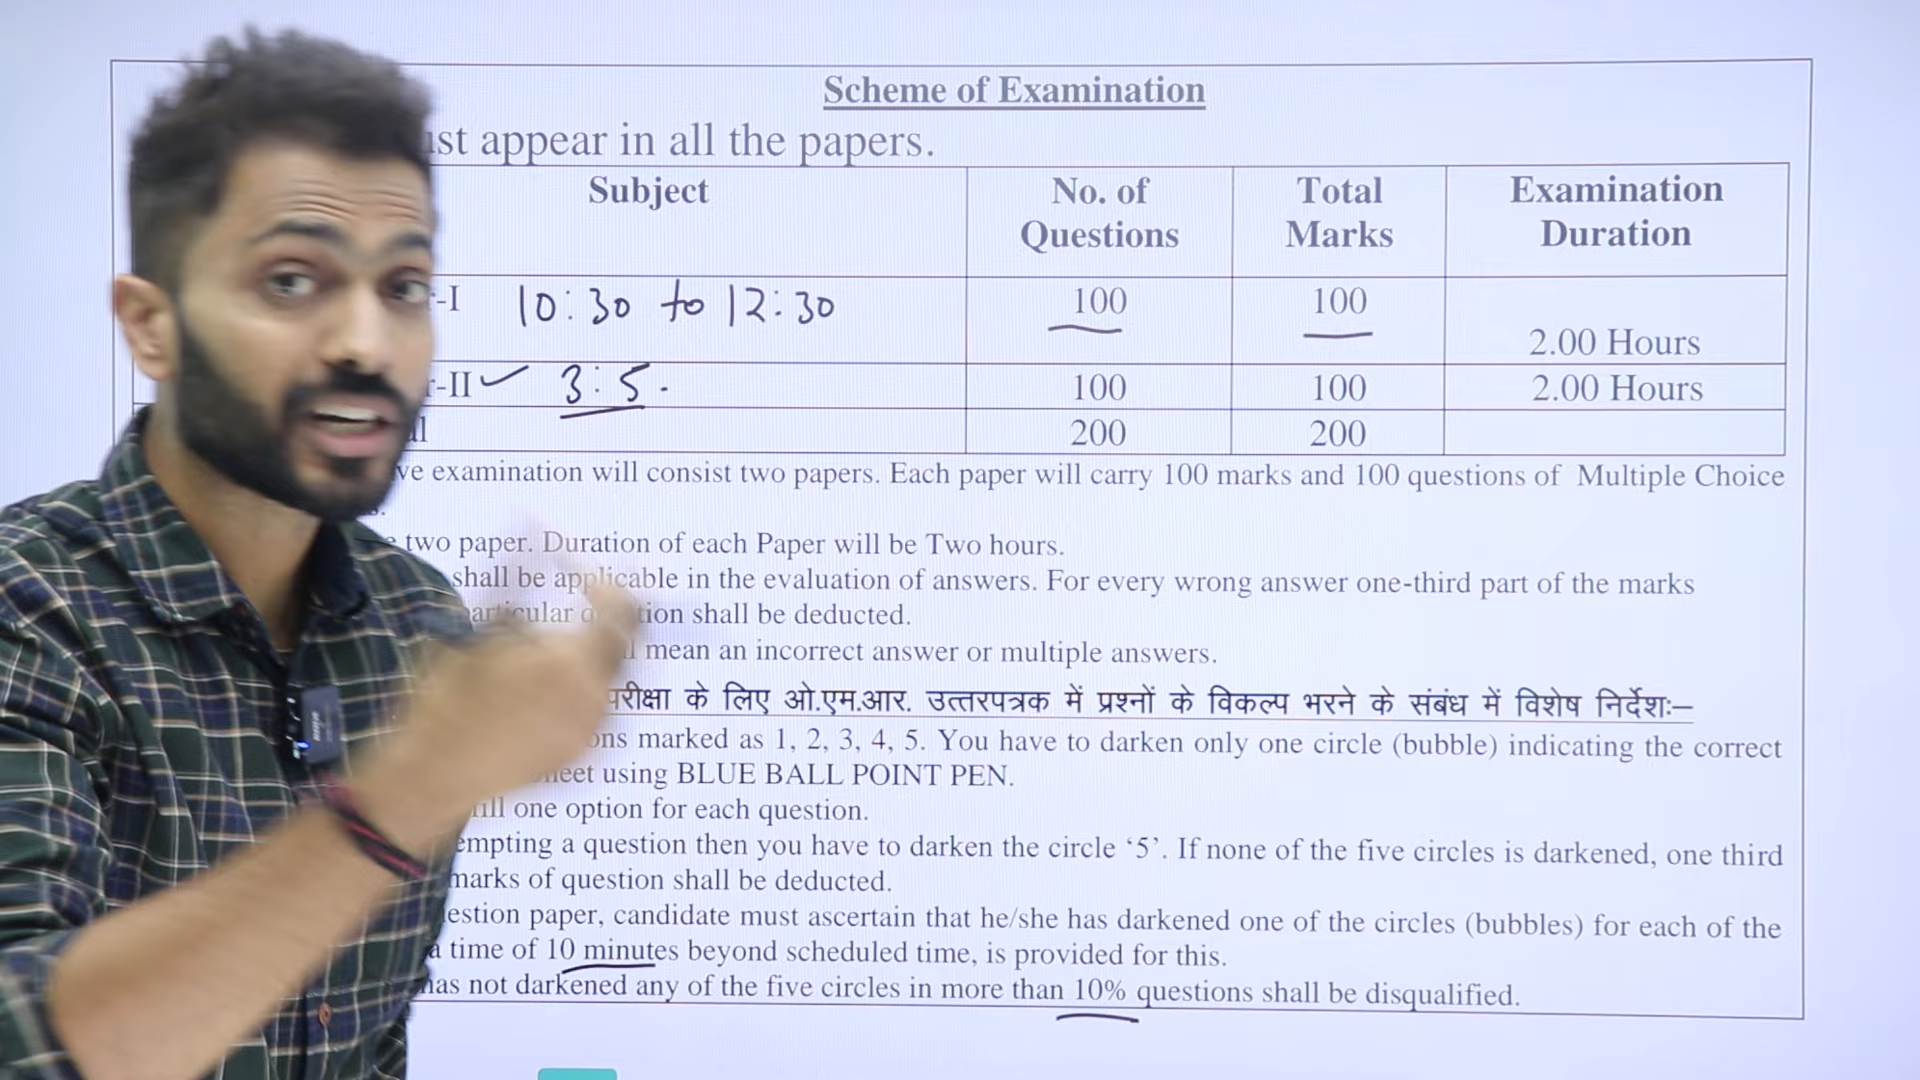 Scheme of Examination
appear in all the papers.
Subject No. of Questions Total Marks Examination Duration
-I 10:30 to 12:30 100 100 2.00 Hours
-II 3:5. 100 100 2.00 Hours
200 200
examination will consist two papers. Each paper will carry 100 marks and 100 questions of Multiple Choice
two paper. Duration of each Paper will be Two hours.
shall be applicable in the evaluation of answers. For every wrong answer one-third part of the marks
particular question shall be deducted.
mean an incorrect answer or multiple answers.
परीक्षा के लिए ओ.एम.आर. उत्तरपत्रक में प्रश्नों के विकल्प भरने के संबंध में विशेष निर्देशः–
marked as 1, 2, 3, 4, 5. You have to darken only one circle (bubble) indicating the correct
using BLUE BALL POINT PEN.
one option for each question.
a question then you have to darken the circle ‘5’. If none of the five circles is darkened, one third
marks of question shall be deducted.
paper, candidate must ascertain that he/she has darkened one of the circles (bubbles) for each of the
a time of 10 minutes beyond scheduled time, is provided for this.
has not darkened any of the five circles in more than 10% questions shall be disqualified.